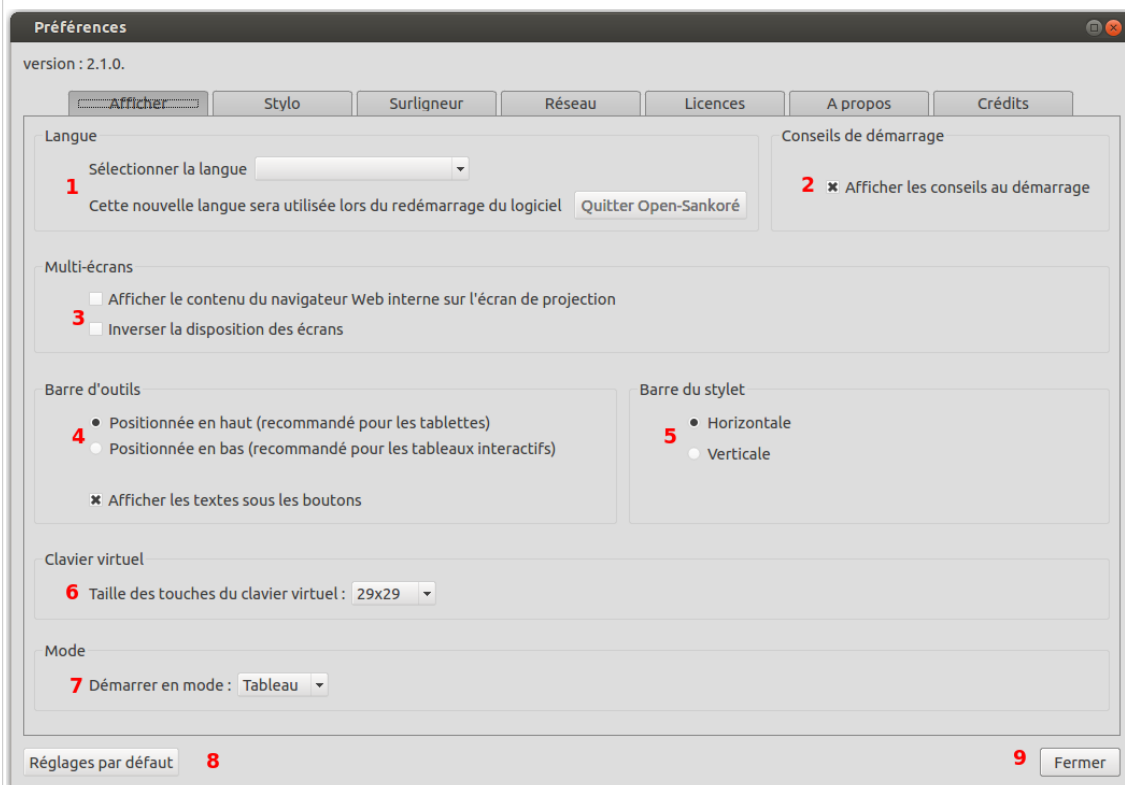 Préférences
version : 2.1.0.
Afficher Stylo Surligneur Réseau Licences A propos Crédits
Langue
1 Sélectionner la langue
Cette nouvelle langue sera utilisée lors du redémarrage du logiciel Quitter Open-Sankoré
Conseils de démarrage
2 Afficher les conseils au démarrage
Multi-écrans
3 Afficher le contenu du navigateur Web interne sur l'écran de projection
Inverser la disposition des écrans
Barre d'outils
4 Positionnée en haut (recommandé pour les tablettes)
Positionnée en bas (recommandé pour les tableaux interactifs)
Afficher les textes sous les boutons
Barre du stylet
5 Horizontale
Verticale
Clavier virtuel
6 Taille des touches du clavier virtuel : 29x29
Mode
7 Démarrer en mode : Tableau
Réglages par défaut 8
9 Fermer